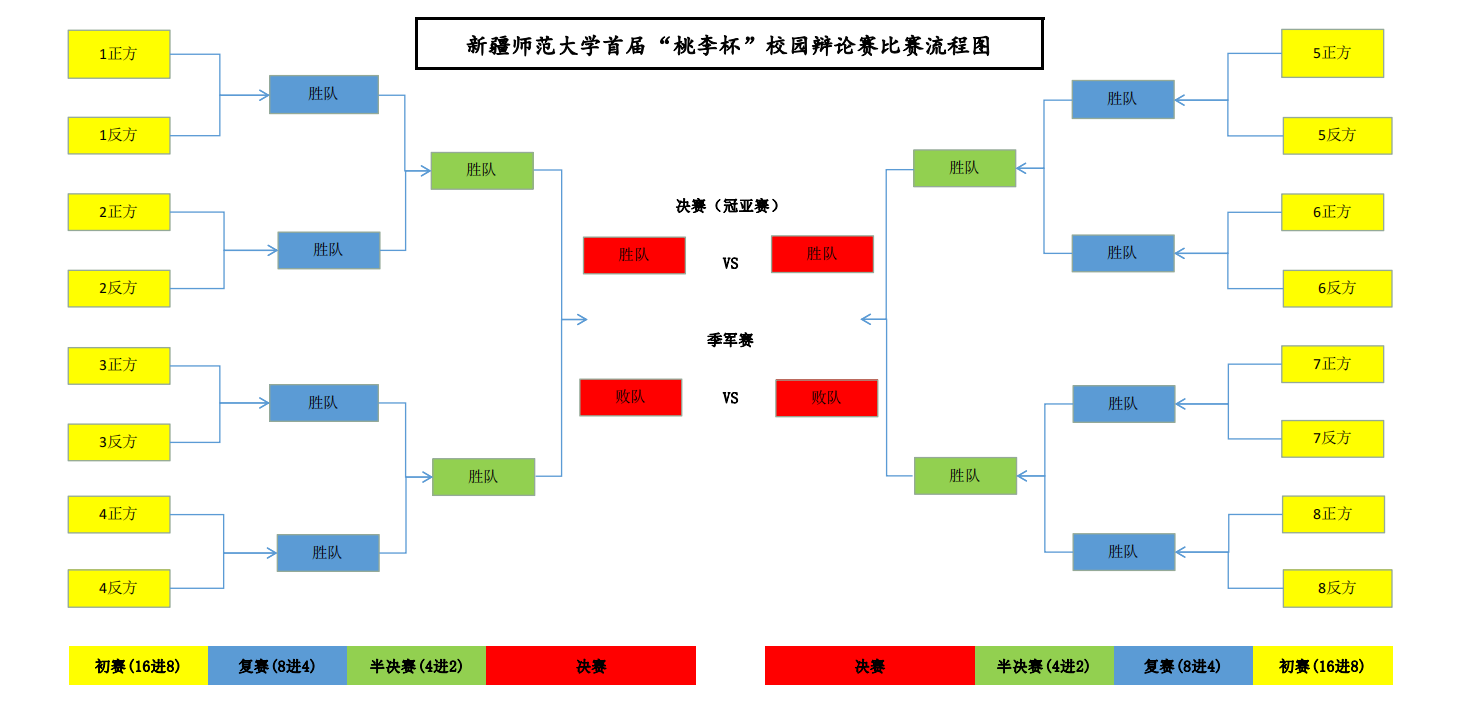 新疆师范大学首届“桃李杯”校园辩论赛比赛流程图
1正方
1反方
2正方
2反方
3正方
3反方
4正方
4反方
胜队
胜队
胜队
胜队
胜队
胜队
决赛（冠亚赛）
胜队
VS
胜队
季军赛
败队
VS
败队
胜队
胜队
胜队
胜队
胜队
胜队
5正方
5反方
6正方
6反方
7正方
7反方
8正方
8反方
初赛(16进8)
复赛(8进4)
半决赛(4进2)
决赛
决赛
半决赛(4进2)
复赛(8进4)
初赛(16进8)